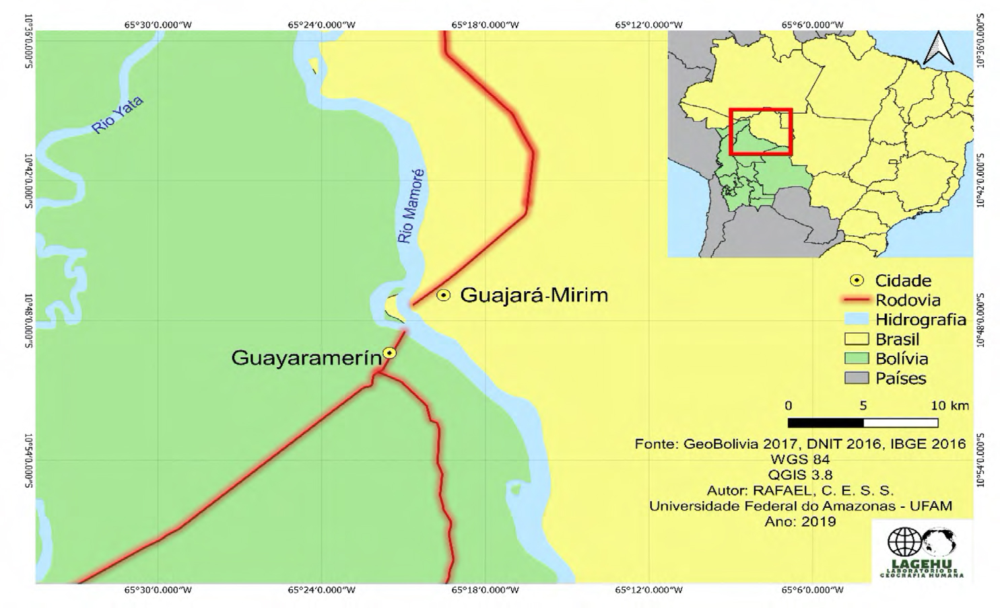 65°30'0.000"W
65°24'0.000"W
65°18'0.000"W
65°12'0.000"W
65°6'0.000"W
10°36'0.000"S
10°36'0.000"S
Rio Yata
10°42'0.000"S
10°42'0.000"S
Rio Mamoré
Guajará-Mirim
Guayaramerín
10°48'0.000"S
10°48'0.000"S
Cidade
Rodovia
Hidrografia
Brasil
Bolívia
Países
0 5 10 km
10°54'0.000"S
10°54'0.000"S
Fonte: GeoBolivia 2017, DNIT 2016, IBGE 2016
WGS 84
QGIS 3.8
Autor: RAFAEL, C. E. S. S.
Universidade Federal do Amazonas - UFAM
Ano: 2019
LAGEHU
LABORATÓRIO DE
GEOGRAFIA HUMANA
65°30'0.000"W
65°24'0.000"W
65°18'0.000"W
65°12'0.000"W
65°6'0.000"W